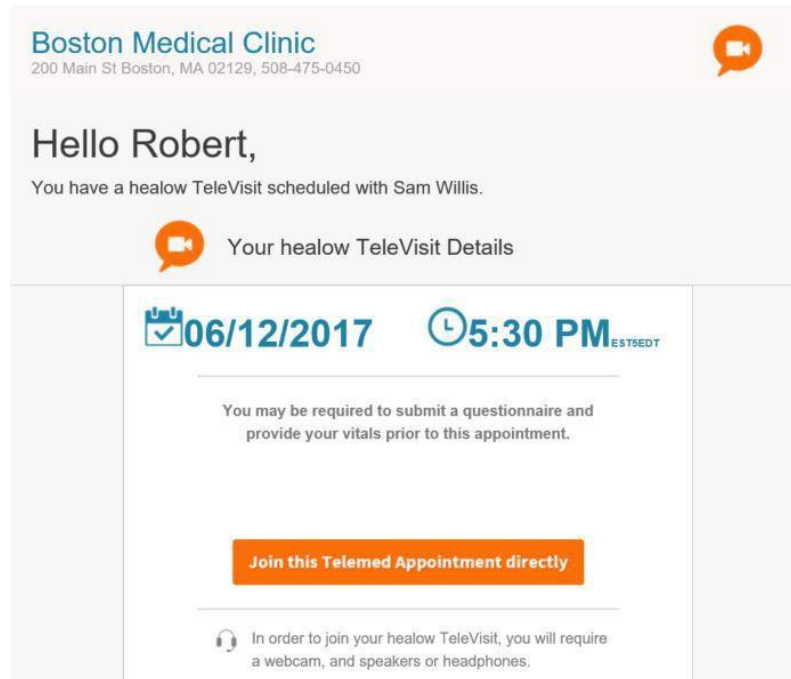 Boston Medical Clinic
200 Main St Boston, MA 02129, 508-475-0450
Hello Robert,
You have a healow TeleVisit scheduled with Sam Willis.
Your healow TeleVisit Details
06/12/2017 5:30 PM EST5EDT
You may be required to submit a questionnaire and
provide your vitals prior to this appointment.
Join this Telemed Appointment directly
In order to join your healow TeleVisit, you will require
a webcam, and speakers or headphones.